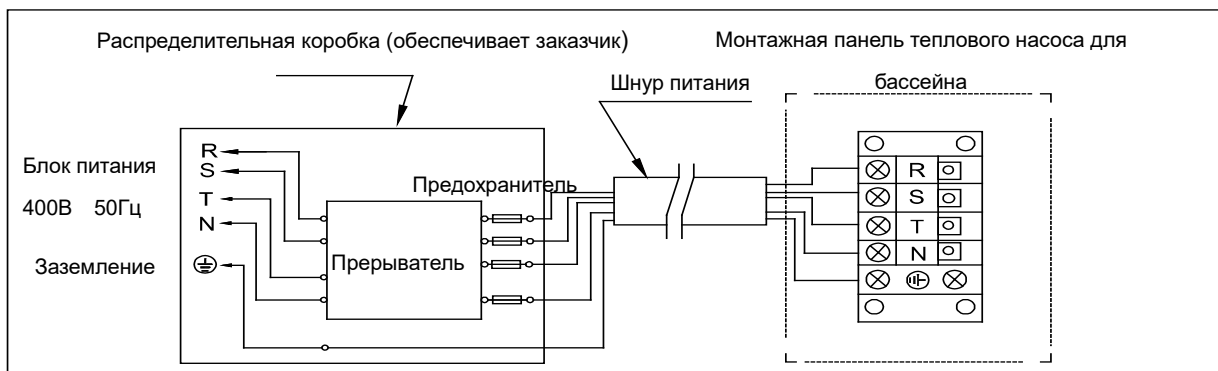 Распределительная коробка (обеспечивает заказчик)
Монтажная панель теплового насоса для
бассейна
Шнур питания
Блок питания
400В 50Гц
Заземление
R
S
T
N
Предохранитель
Прерыватель
R
S
T
N